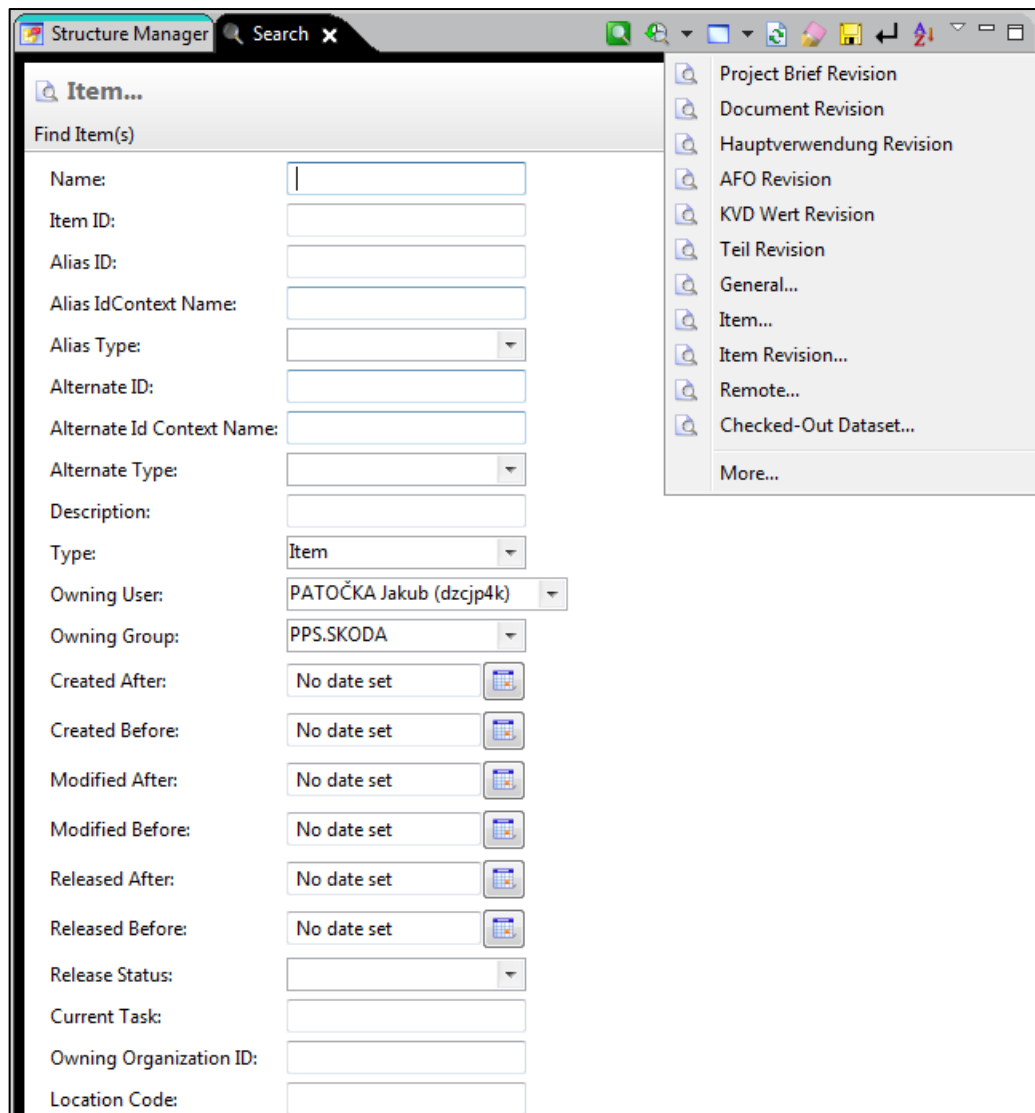 Structure Manager
Search
Item...
Find Item(s)
Name:
Item ID:
Alias ID:
Alias IdContext Name:
Alias Type:
Alternate ID:
Alternate Id Context Name:
Alternate Type:
Description:
Type: Item
Owning User: PATOČKA Jakub (dzcjp4k)
Owning Group: PPS.SKODA
Created After: No date set
Created Before: No date set
Modified After: No date set
Modified Before: No date set
Released After: No date set
Released Before: No date set
Release Status:
Current Task:
Owning Organization ID:
Location Code:
Project Brief Revision
Document Revision
Hauptverwendung Revision
AFO Revision
KVD Wert Revision
Teil Revision
General...
Item...
Item Revision...
Remote...
Checked-Out Dataset...
More...